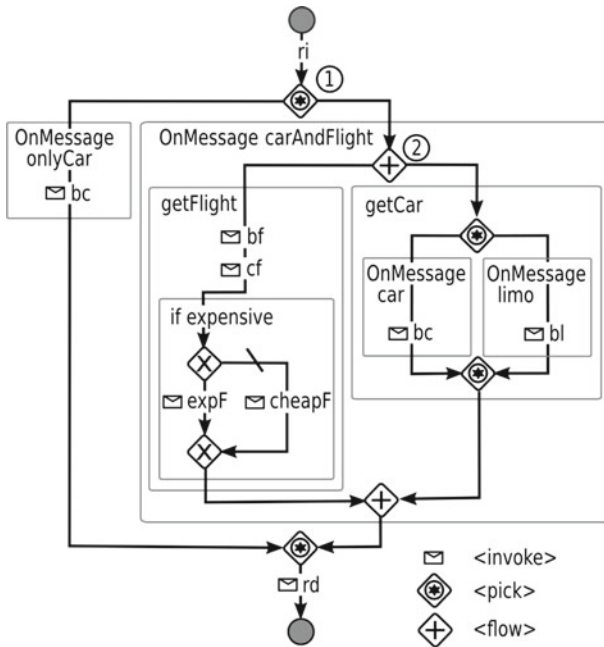 ri
1
OnMessage
onlyCar
bc
OnMessage carAndFlight
2
getFlight
bf
cf
if expensive
X
expF
cheapF
X
getCar
OnMessage
car
bc
OnMessage
limo
bl
rd
<invoke>
<pick>
<flow>